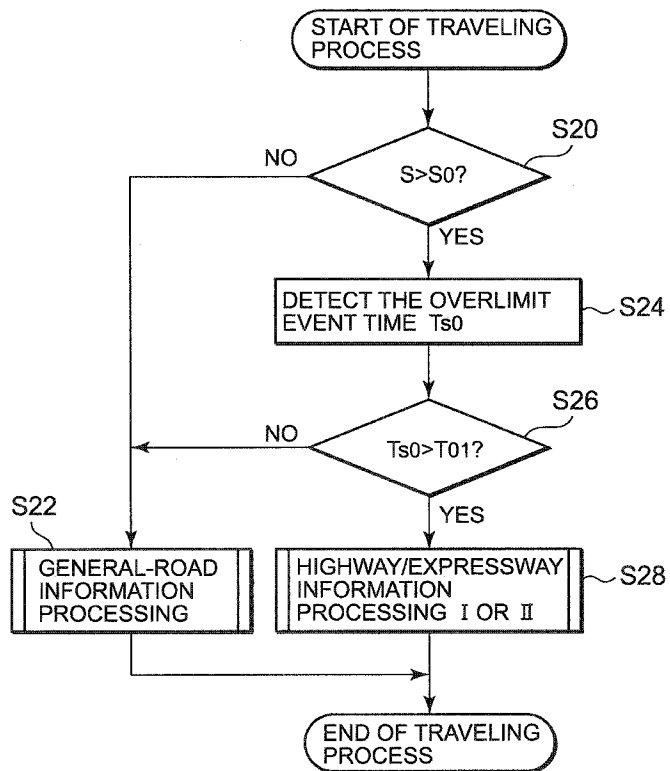 START OF TRAVELING
PROCESS
S20
NO
S>S0?
YES
DETECT THE OVERLIMIT
EVENT TIME Ts0
S24
S26
NO
Ts0>T01?
YES
S22
GENERAL-ROAD
INFORMATION
PROCESSING
HIGHWAY/EXPRESSWAY
INFORMATION
PROCESSING I OR II
S28
END OF TRAVELING
PROCESS